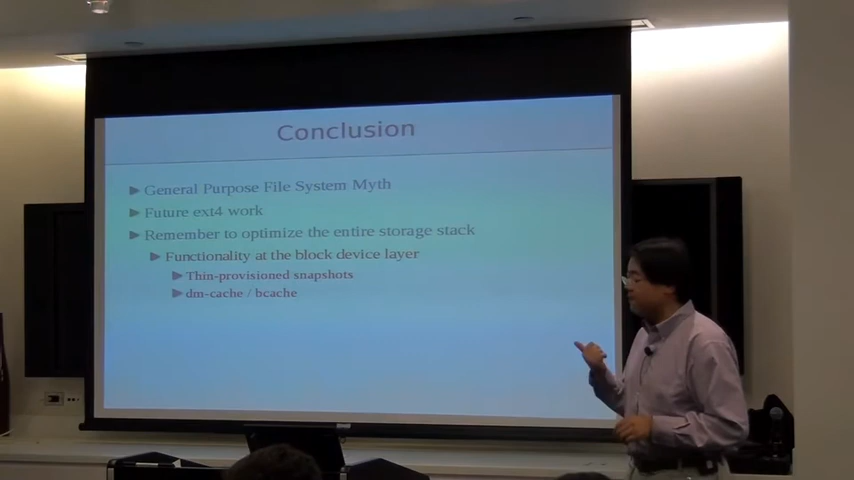 Conclusion
General Purpose File System Myth
Future ext4 work
Remember to optimize the entire storage stack
Functionality at the block device layer
Thin-provisioned snapshots
dm-cache / bcache